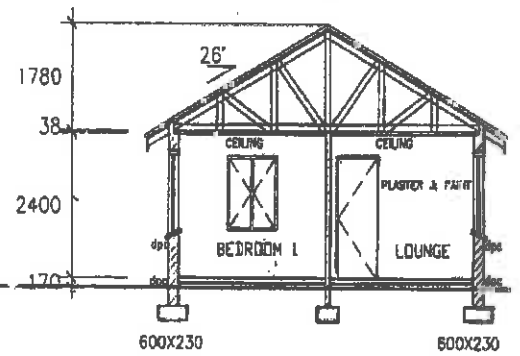 26°
1780
38
CEILING CEILING
PLASTER & PAINT
2400
dpc BEDROOM 1 LOUNGE dpc
170 dpc dpc
600X230 600X230